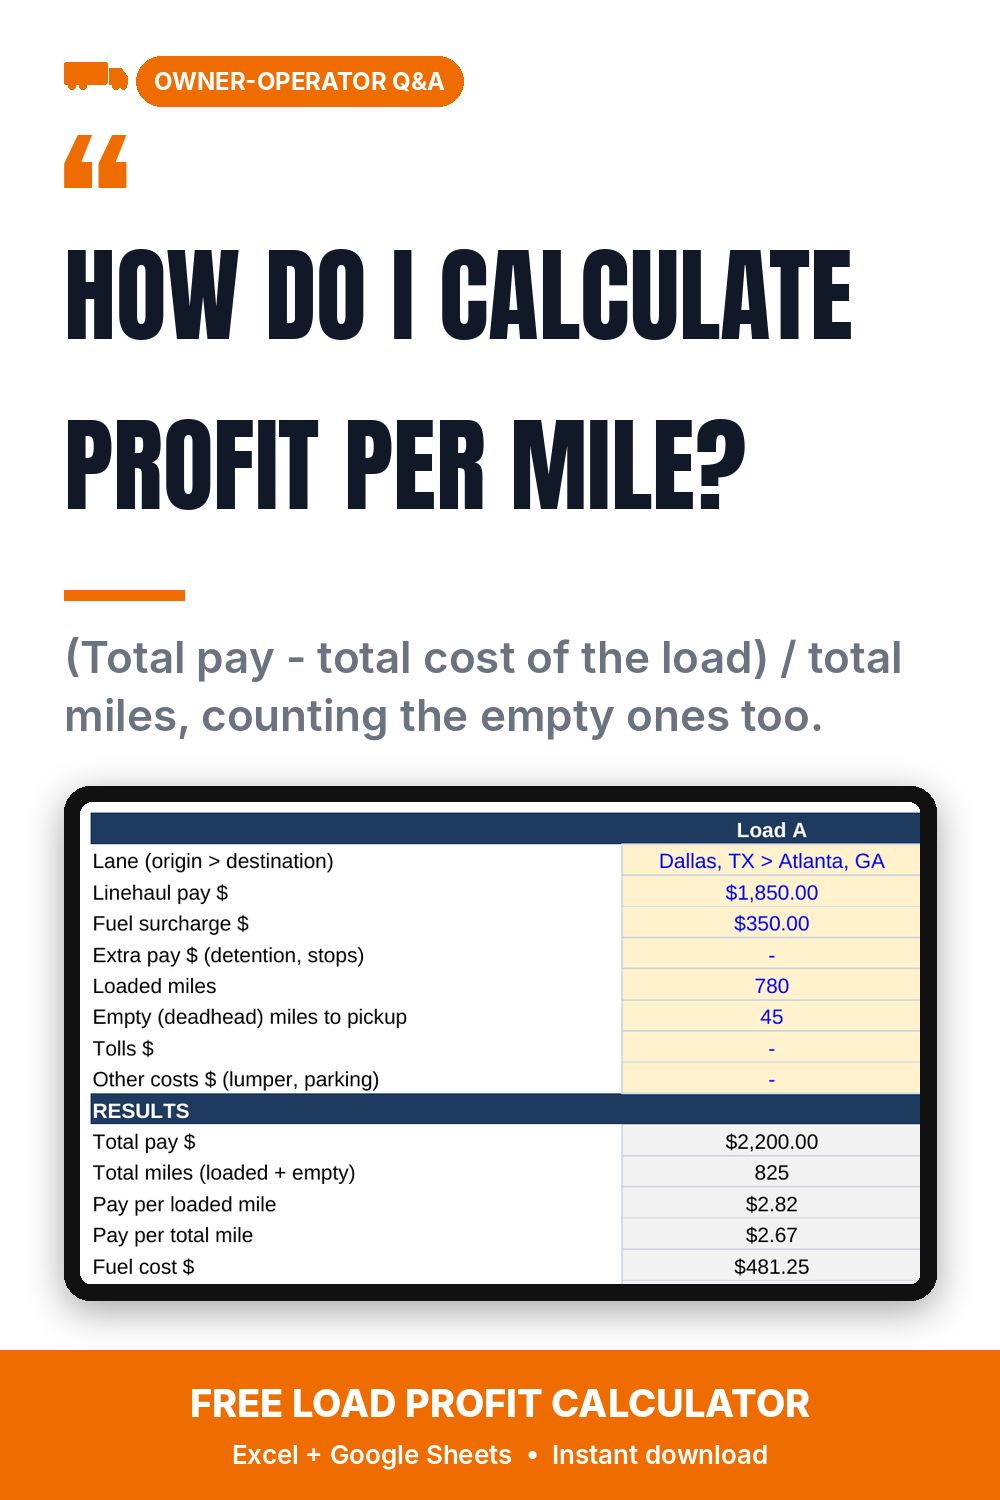 OWNER-OPERATOR Q&A
“
HOW DO I CALCULATE
PROFIT PER MILE?
(Total pay - total cost of the load) / total
miles, counting the empty ones too.
Load A
Lane (origin > destination) Dallas, TX > Atlanta, GA
Linehaul pay $ $1,850.00
Fuel surcharge $ $350.00
Extra pay $ (detention, stops) -
Loaded miles 780
Empty (deadhead) miles to pickup 45
Tolls $ -
Other costs $ (lumper, parking) -
RESULTS
Total pay $ $2,200.00
Total miles (loaded + empty) 825
Pay per loaded mile $2.82
Pay per total mile $2.67
Fuel cost $ $481.25
FREE LOAD PROFIT CALCULATOR
Excel + Google Sheets • Instant download